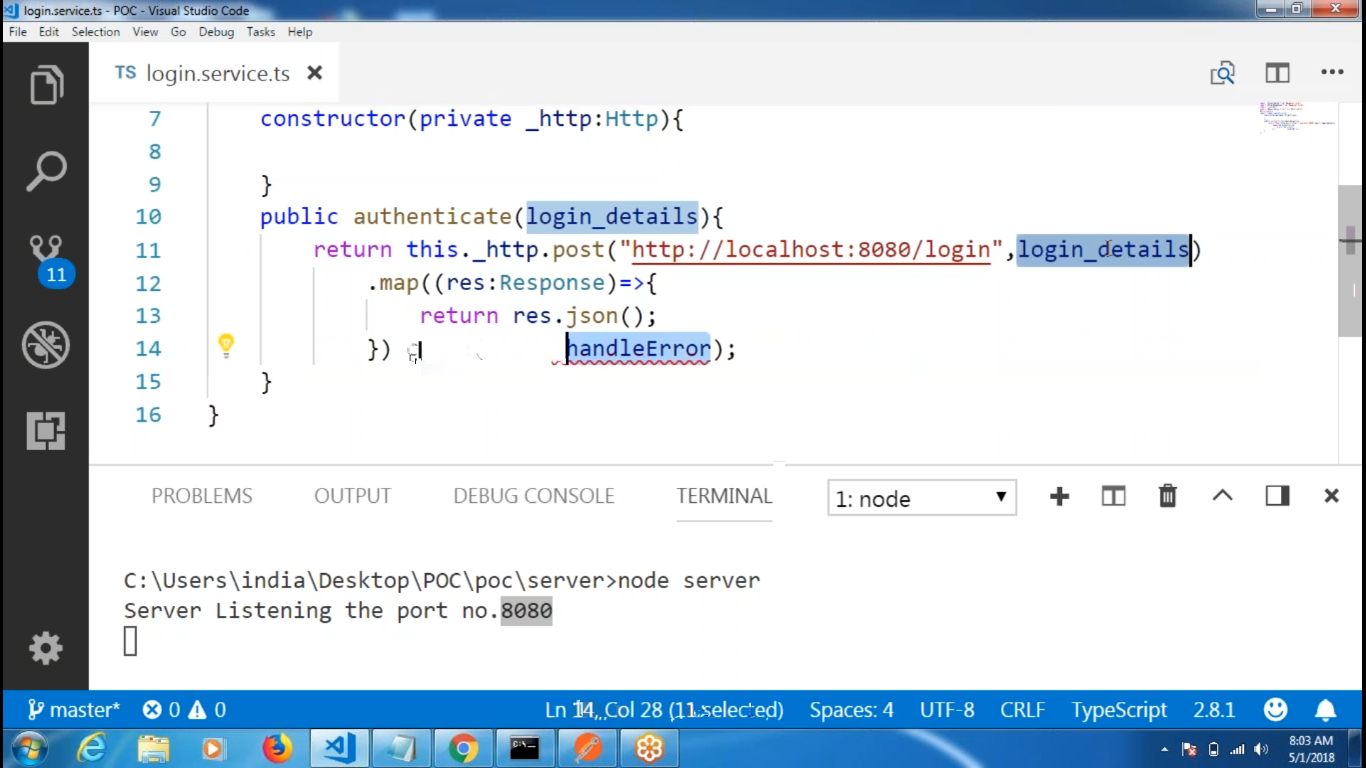 login.service.ts - POC - Visual Studio Code
File Edit Selection View Go Debug Tasks Help
TS login.service.ts
7 constructor(private _http:Http){
8
9 }
10 public authenticate(login_details){
11 return this._http.post("http://localhost:8080/login",login_details)
12 .map((res:Response)=>{
13 return res.json();
14 }) handleError);
15 }
16 }
11
PROBLEMS OUTPUT DEBUG CONSOLE TERMINAL 1: node
C:\Users\india\Desktop\POC\poc\server>node server
Server Listening the port no.8080
master* 0 0 Ln 14, Col 28 (11 selected) Spaces: 4 UTF-8 CRLF TypeScript 2.8.1
8:03 AM
5/1/2018